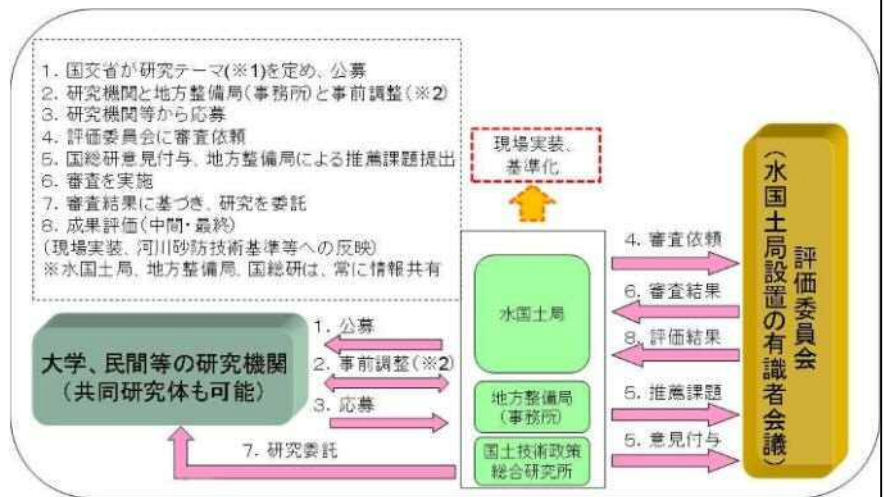 1. 国交省が研究テーマ(※1)を定め、公募
2. 研究機関と地方整備局(事務所)と事前調整(※2)
3. 研究機関等から応募
4. 評価委員会に審査依頼
5. 国総研意見付与、地方整備局による推薦課題提出
6. 審査を実施
7. 審査結果に基づき、研究を委託
8. 成果評価(中間・最終)
(現場実装、河川砂防技術基準等への反映)
※水国土局、地方整備局、国総研は、常に情報共有
現場実装、
基準化
大学、民間等の研究機関
(共同研究体も可能)
1. 公募
2. 事前調整(※2)
3. 応募
7. 研究委託
水国土局
地方整備局
(事務所)
国土技術政策
総合研究所
4. 審査依頼
6. 審査結果
8. 評価結果
5. 推薦課題
5. 意見付与
評価委員会
(水国土局設置の有識者会議)